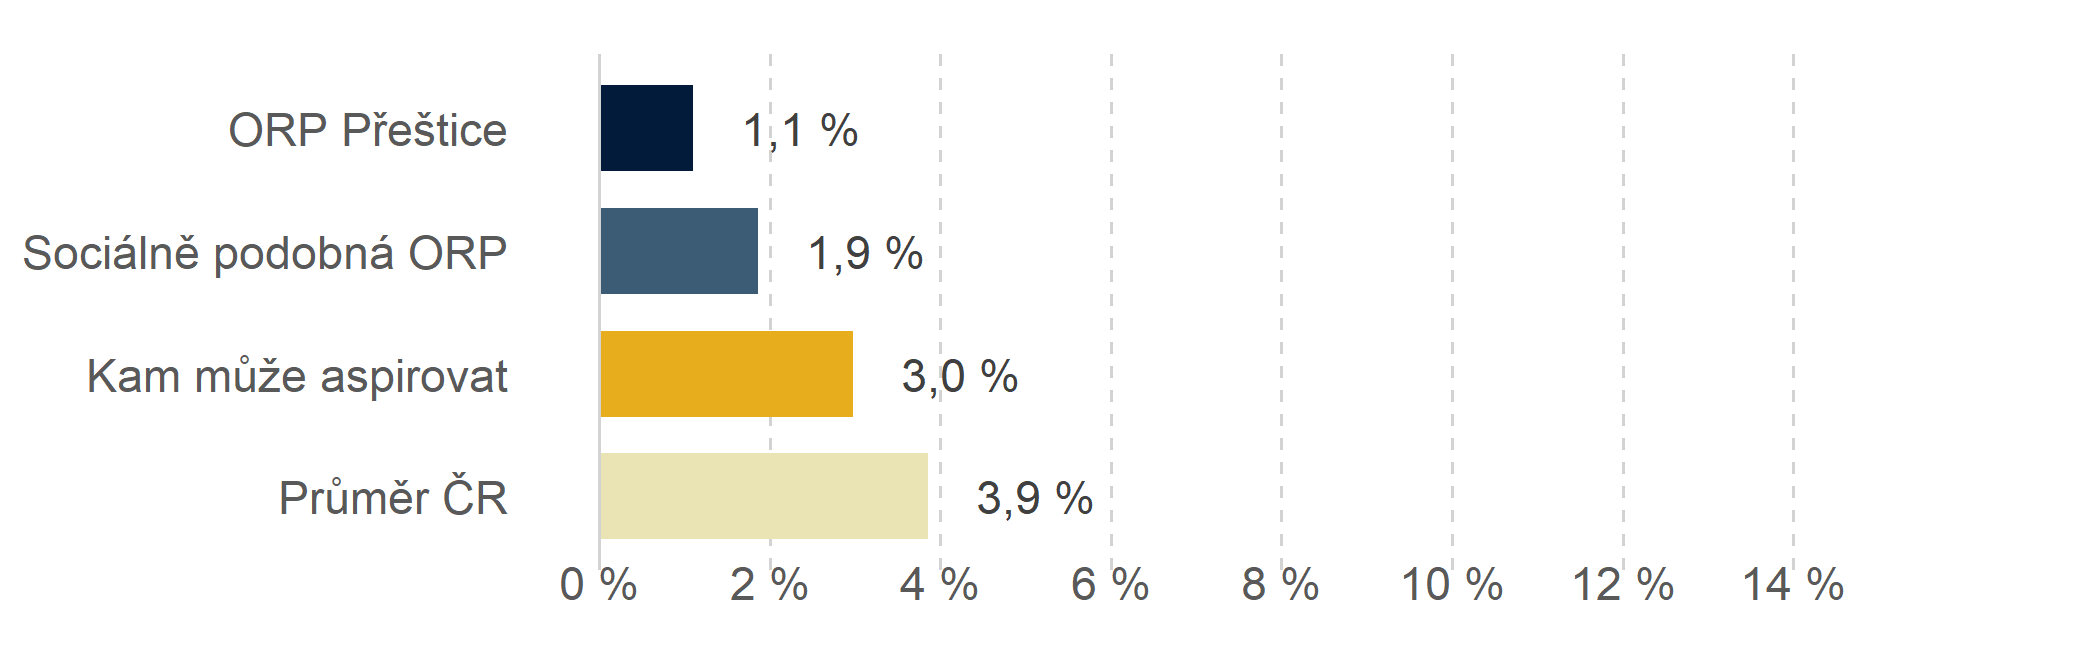 ORP Přeštice 1,1 %
Sociálně podobná ORP 1,9 %
Kam může aspirovat 3,0 %
Průměr ČR 3,9 %
0 % 2 % 4 % 6 % 8 % 10 % 12 % 14 %